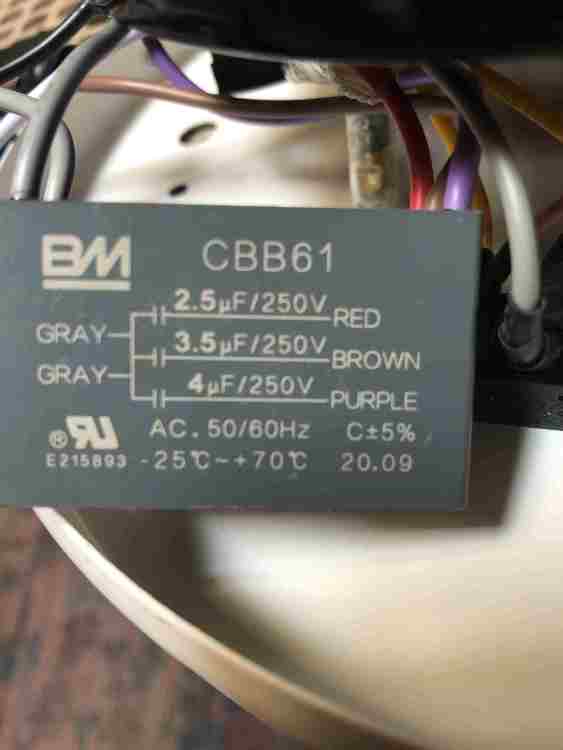 BM
CBB61
2.5µF/250V RED
GRAY
3.5µF/250V BROWN
GRAY
4µF/250V PURPLE
® RU AC. 50/60Hz C±5%
E215893 -25℃~+70℃ 20.09